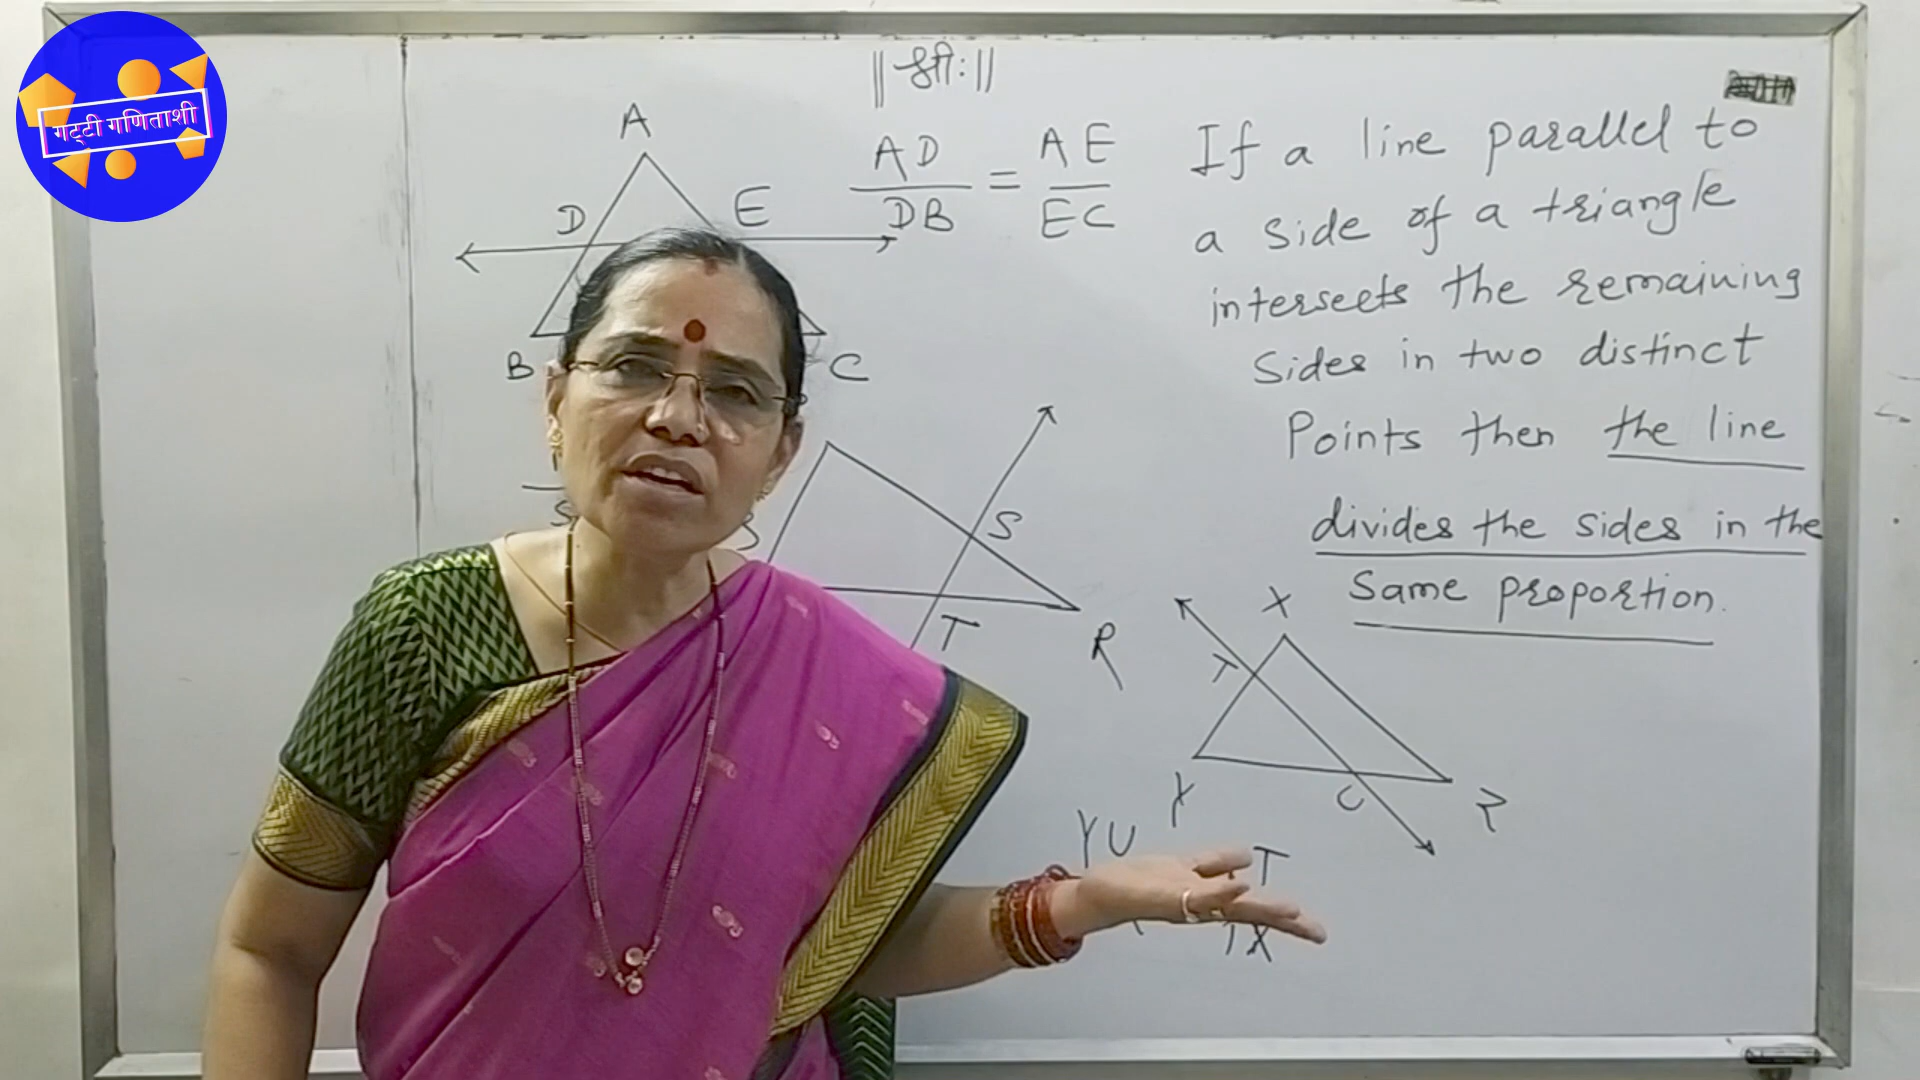 गट्टी गणिताशी
|| श्रीः ||
A
D
E
B
C
AD/DB = AE/EC
If a line parallel to
a side of a triangle
intersects the remaining
Sides in two distinct
Points then the line
divides the sides in the
Same proportion.
S
T
R
X
T
Y
U
Z
YU
T
TX